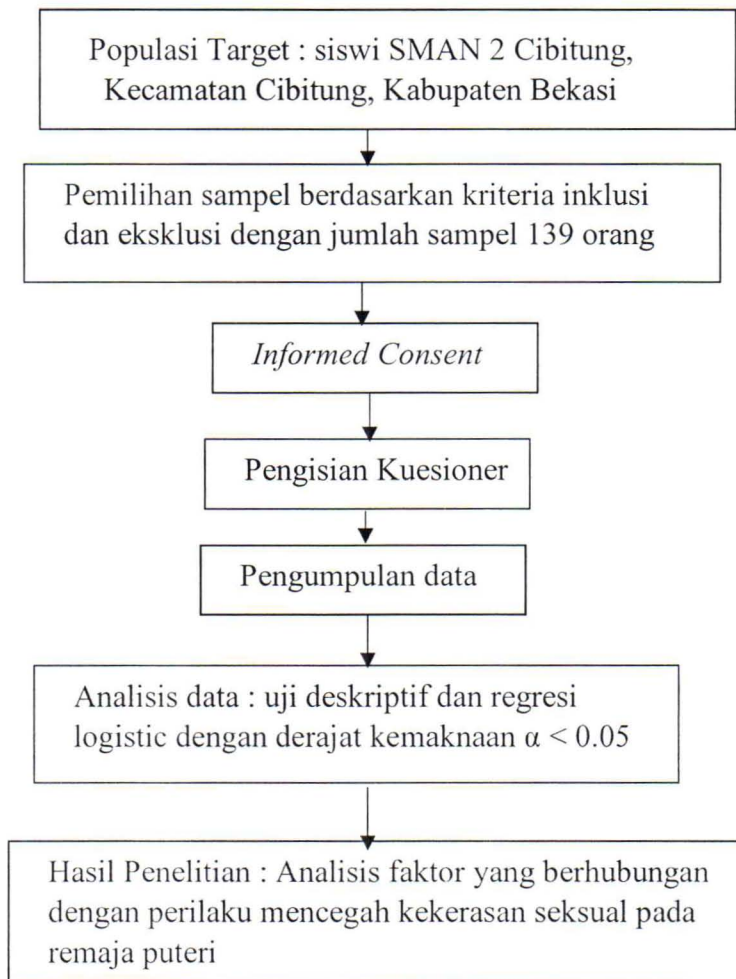 Populasi Target : siswi SMAN 2 Cibitung,
Kecamatan Cibitung, Kabupaten Bekasi
Pemilihan sampel berdasarkan kriteria inklusi
dan eksklusi dengan jumlah sampel 139 orang
Informed Consent
Pengisian Kuesioner
Pengumpulan data
Analisis data : uji deskriptif dan regresi
logistic dengan derajat kemaknaan α < 0.05
Hasil Penelitian : Analisis faktor yang berhubungan
dengan perilaku mencegah kekerasan seksual pada
remaja puteri